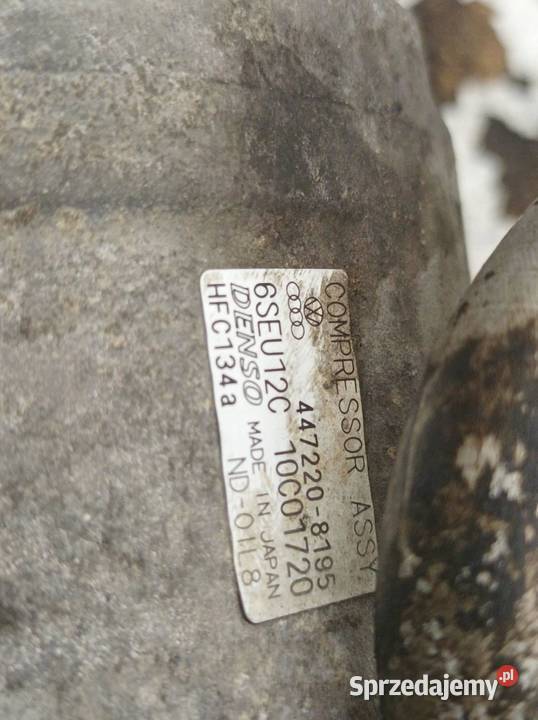 COMPRESSOR ASSY
447220-8195
6SEU12C 10C01720
DENSO MADE IN JAPAN
HFC134a ND-OIL8
Sprzedajemy.pl